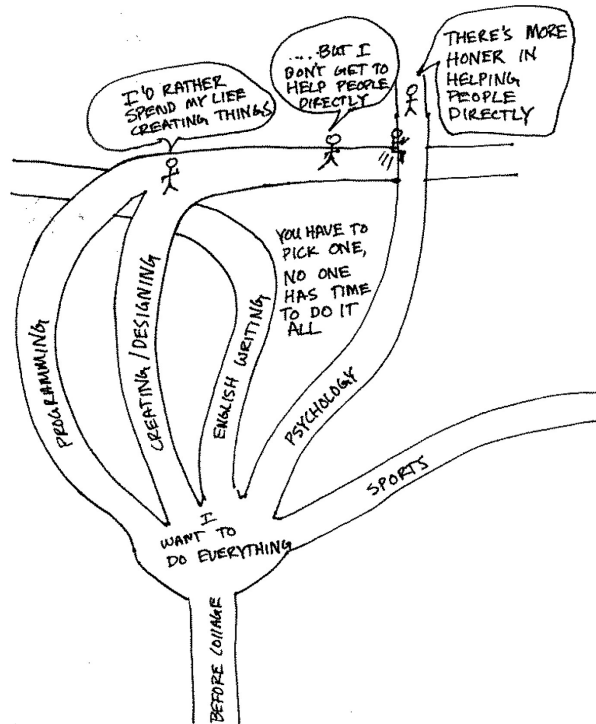 I'D RATHER
SPEND MY LIFE
CREATING THINGS
....BUT I
DON'T GET TO
HELP PEOPLE
DIRECTLY
THERE'S MORE
HONER IN
HELPING
PEOPLE
DIRECTLY
YOU HAVE TO
PICK ONE,
NO ONE
HAS TIME
TO DO IT
ALL
PROGRAMMING
CREATING/DESIGNING
ENGLISH WRITING
PSYCHOLOGY
SPORTS
I
WANT TO
DO EVERYTHING
BEFORE COLLAGE